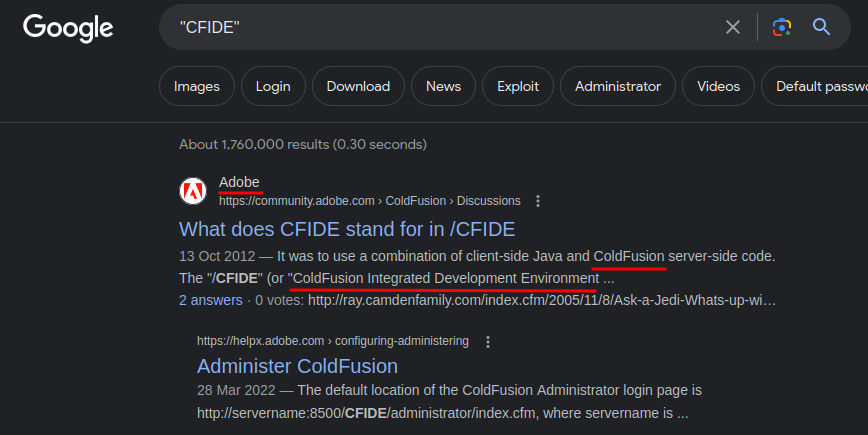 Google
"CFIDE"
Images
Login
Download
News
Exploit
Administrator
Videos
Default passwo
About 1,760,000 results (0.30 seconds)
Adobe
https://community.adobe.com › ColdFusion › Discussions
What does CFIDE stand for in /CFIDE
13 Oct 2012 — It was to use a combination of client-side Java and ColdFusion server-side code.
The "/CFIDE" (or "ColdFusion Integrated Development Environment ...
2 answers · 0 votes: http://ray.camdenfamily.com/index.cfm/2005/11/8/Ask-a-Jedi-Whats-up-wi…
https://helpx.adobe.com › configuring-administering
Administer ColdFusion
28 Mar 2022 — The default location of the ColdFusion Administrator login page is
http://servername:8500/CFIDE/administrator/index.cfm, where servername is ...